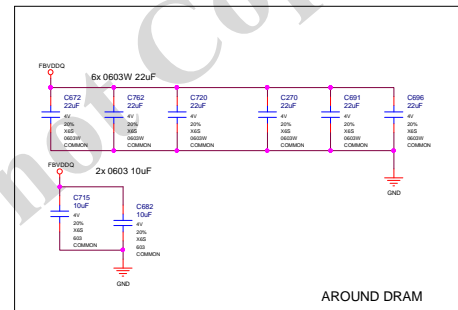 FBVDDQ
6x 0603W 22uF
C672
22uF
4V
20%
X6S
0603W
COMMON
C762
22uF
4V
20%
X6S
0603W
COMMON
C720
22uF
4V
20%
X6S
0603W
COMMON
C270
22uF
4V
20%
X6S
0603W
COMMON
C691
22uF
4V
20%
X6S
0603W
COMMON
C696
22uF
4V
20%
X6S
0603W
COMMON
GND
FBVDDQ
2x 0603 10uF
C715
10uF
4V
20%
X6S
603
COMMON
C682
10uF
4V
20%
X6S
603
COMMON
GND
AROUND DRAM
not Cop